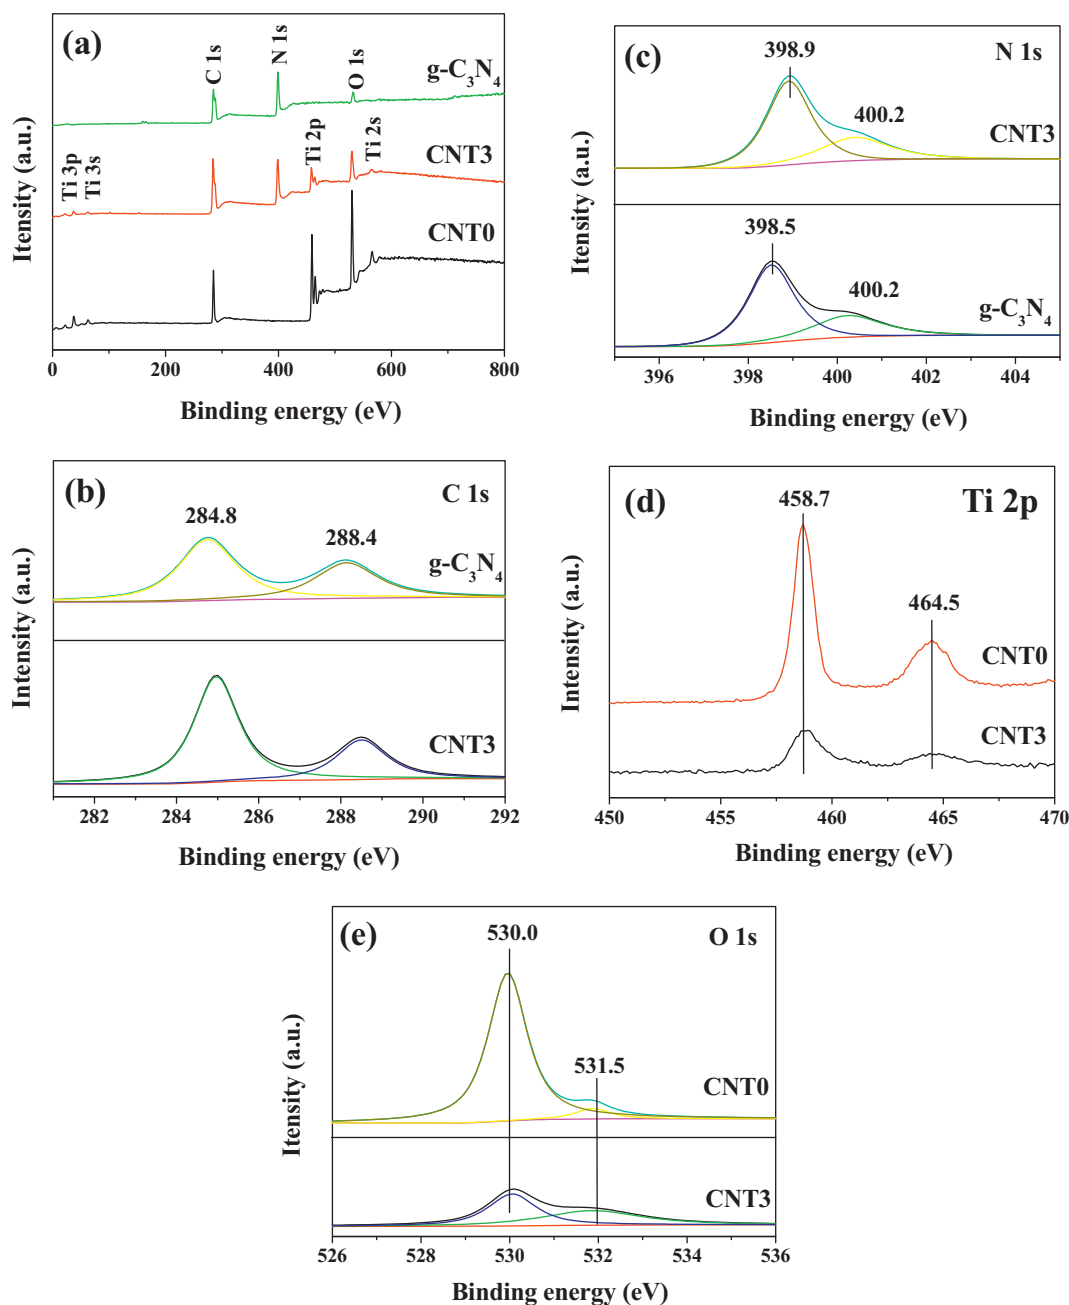 (a)
C 1s
N 1s
g-C₃N₄
O 1s
Ti 3p
Ti 3s
Ti 2p
Ti 2s
CNT3
CNT0
Itensity (a.u.)
0 200 400 600 800
Binding energy (eV)
(c)
N 1s
398.9
400.2
CNT3
398.5
400.2
g-C₃N₄
Itensity (a.u.)
396 398 400 402 404
Binding energy (eV)
(b)
C 1s
284.8
288.4
g-C₃N₄
CNT3
Intensity (a.u.)
282 284 286 288 290 292
Binding energy (eV)
(d)
Ti 2p
458.7
464.5
CNT0
CNT3
Intensity (a.u.)
450 455 460 465 470
Binding energy (eV)
(e)
O 1s
530.0
531.5
CNT0
CNT3
Itensity (a.u.)
526 528 530 532 534 536
Binding energy (eV)